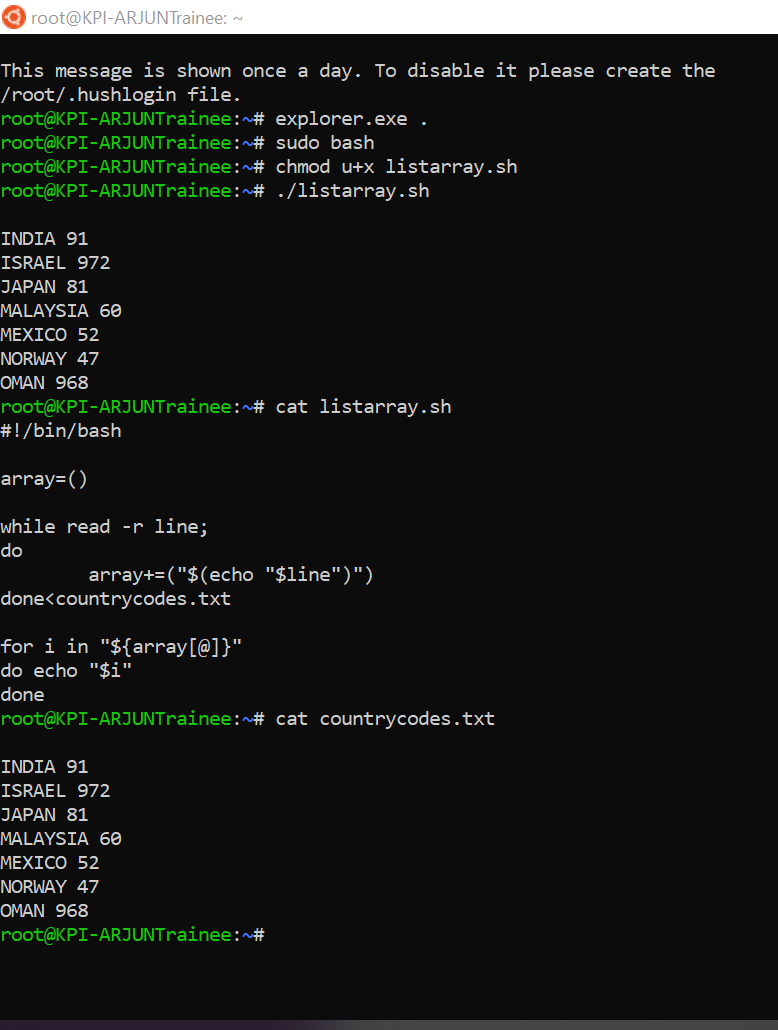 root@KPI-ARJUNTrainee: ~
This message is shown once a day. To disable it please create the
/root/.hushlogin file.
root@KPI-ARJUNTrainee:~# explorer.exe .
root@KPI-ARJUNTrainee:~# sudo bash
root@KPI-ARJUNTrainee:~# chmod u+x listarray.sh
root@KPI-ARJUNTrainee:~# ./listarray.sh

INDIA 91
ISRAEL 972
JAPAN 81
MALAYSIA 60
MEXICO 52
NORWAY 47
OMAN 968
root@KPI-ARJUNTrainee:~# cat listarray.sh
#!/bin/bash

array=()

while read -r line;
do
        array+=("$(echo "$line")")
done<countrycodes.txt

for i in "${array[@]}"
do echo "$i"
done
root@KPI-ARJUNTrainee:~# cat countrycodes.txt

INDIA 91
ISRAEL 972
JAPAN 81
MALAYSIA 60
MEXICO 52
NORWAY 47
OMAN 968
root@KPI-ARJUNTrainee:~#